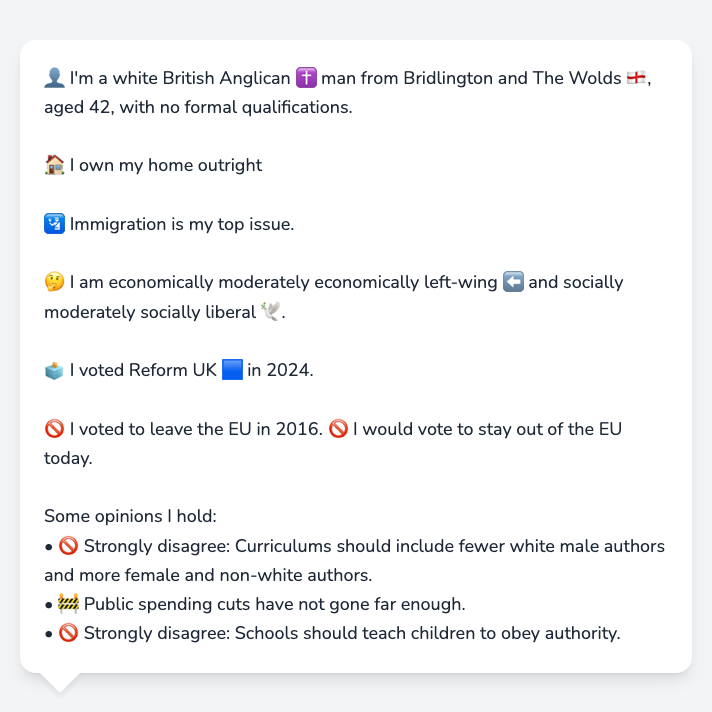 👤 I'm a white British Anglican ✝️ man from Bridlington and The Wolds 🏴󠁧󠁢󠁥󠁮󠁧󠁿,
aged 42, with no formal qualifications.
🏠 I own my home outright
🛂 Immigration is my top issue.
🤔 I am economically moderately economically left-wing ⬅️ and socially
moderately socially liberal 🕊️.
🗳️ I voted Reform UK 🟦 in 2024.
🚫 I voted to leave the EU in 2016. 🚫 I would vote to stay out of the EU
today.
Some opinions I hold:
• 🚫 Strongly disagree: Curriculums should include fewer white male authors
and more female and non-white authors.
• 🚧 Public spending cuts have not gone far enough.
• 🚫 Strongly disagree: Schools should teach children to obey authority.